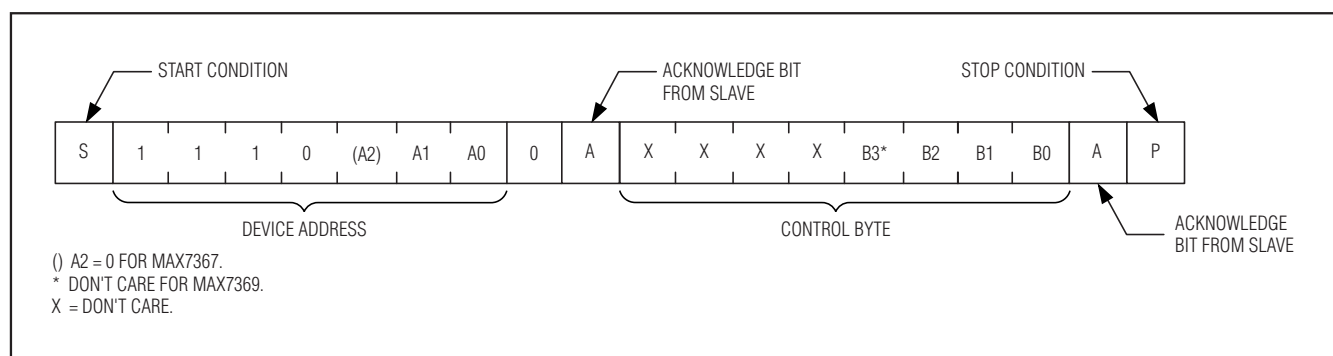 START CONDITION
ACKNOWLEDGE BIT
FROM SLAVE
STOP CONDITION
S 1 1 1 0 (A2) A1 A0 0 A X X X X B3* B2 B1 B0 A P
DEVICE ADDRESS
CONTROL BYTE
ACKNOWLEDGE
BIT FROM SLAVE
() A2 = 0 FOR MAX7367.
* DON'T CARE FOR MAX7369.
X = DON'T CARE.